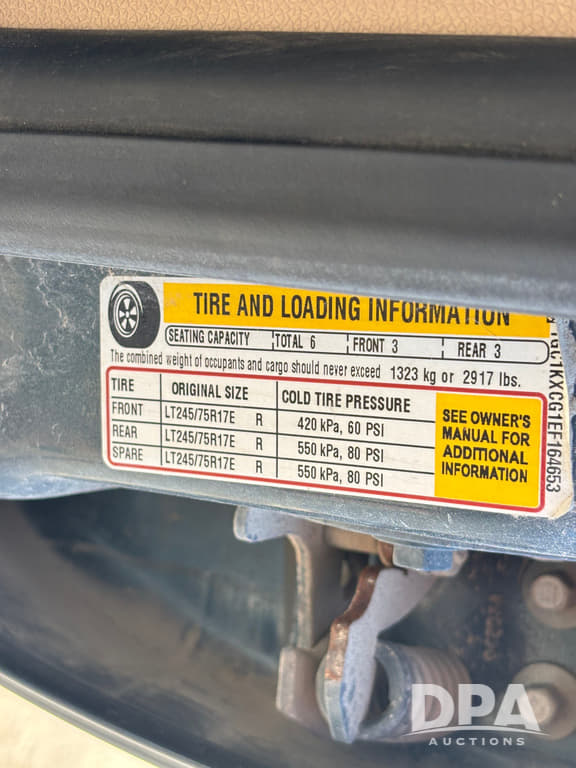 TIRE AND LOADING INFORMATION
SEATING CAPACITY TOTAL 6 FRONT 3 REAR 3
The combined weight of occupants and cargo should never exceed 1323 kg or 2917 lbs.
TIRE ORIGINAL SIZE COLD TIRE PRESSURE
FRONT LT245/75R17E R 420 kPa, 60 PSI
REAR LT245/75R17E R 550 kPa, 80 PSI
SPARE LT245/75R17E R 550 kPa, 80 PSI
SEE OWNER'S
MANUAL FOR
ADDITIONAL
INFORMATION
DPA
AUCTIONS